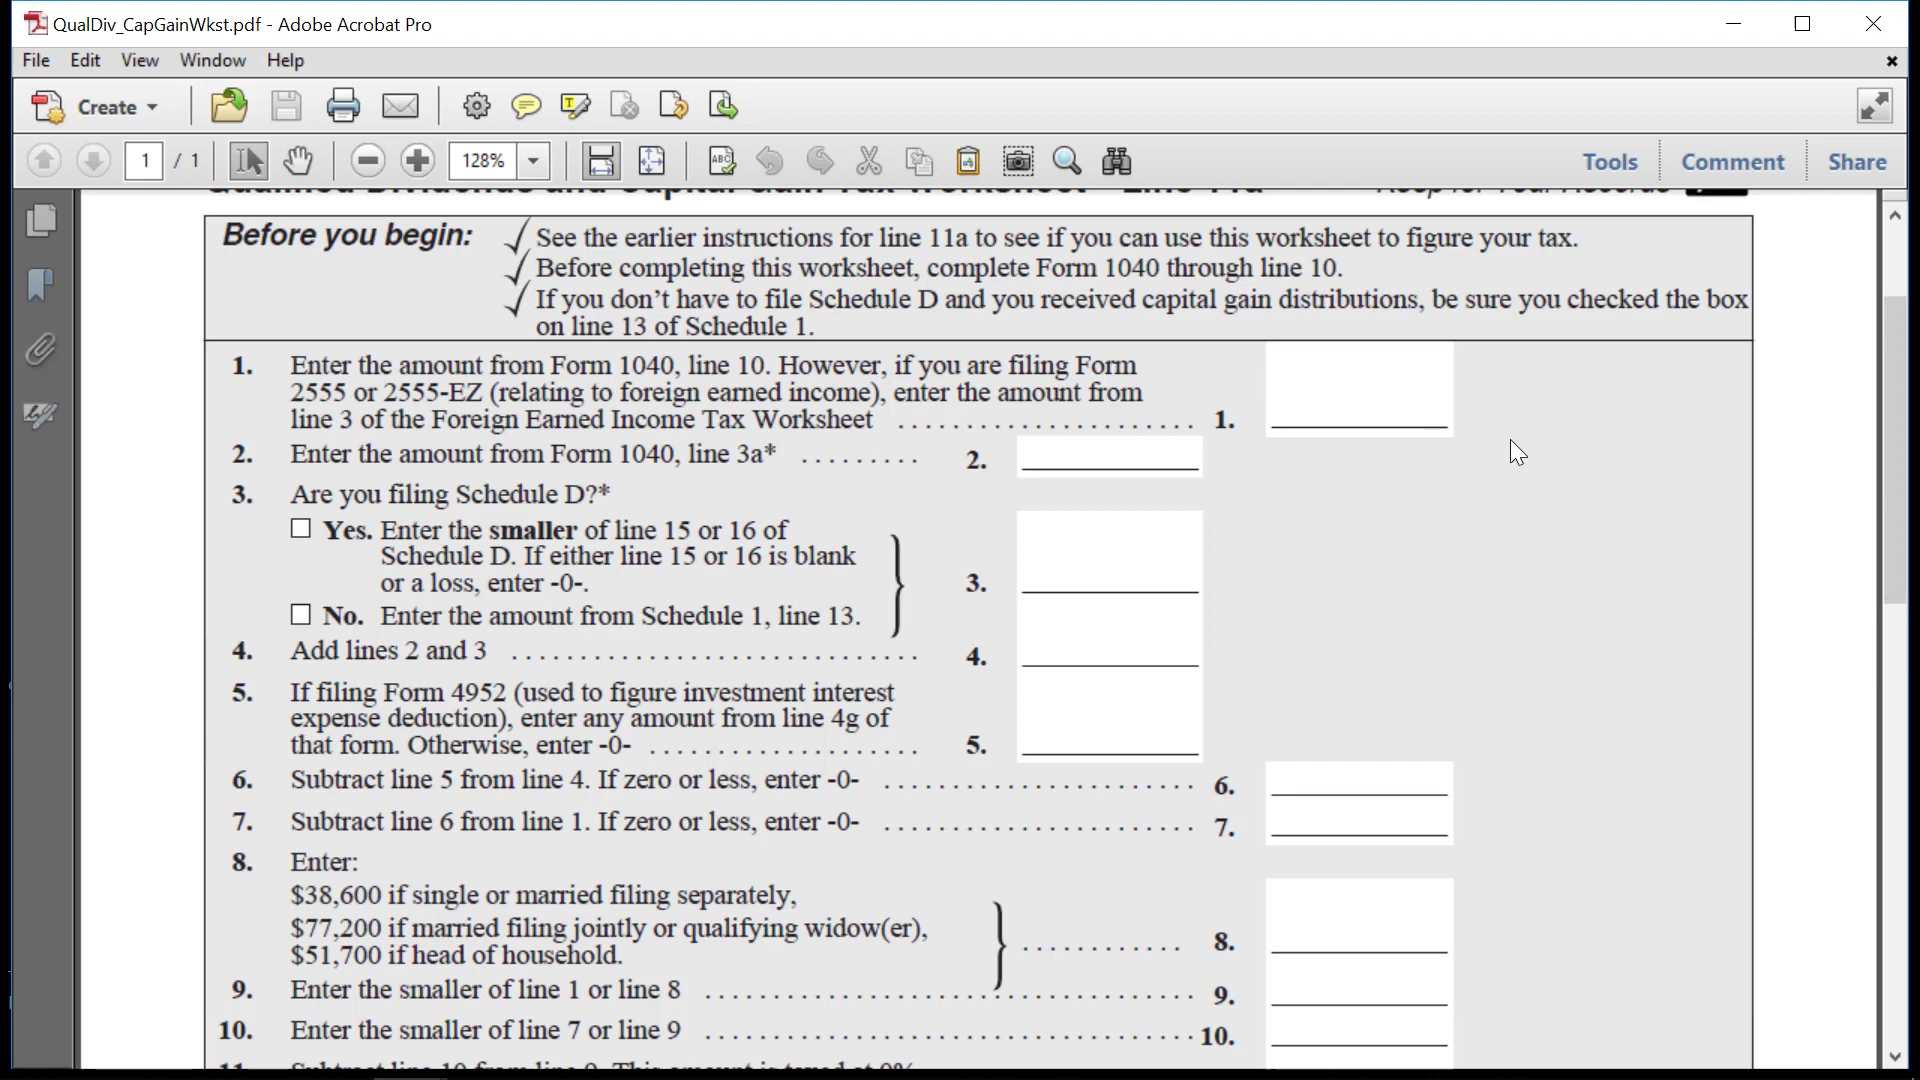 QualDiv_CapGainWkst.pdf - Adobe Acrobat Pro
File Edit View Window Help
Create
1 / 1 128% Tools Comment Share
Before you begin: See the earlier instructions for line 11a to see if you can use this worksheet to figure your tax.
Before completing this worksheet, complete Form 1040 through line 10.
If you don't have to file Schedule D and you received capital gain distributions, be sure you checked the box
on line 13 of Schedule 1.
1. Enter the amount from Form 1040, line 10. However, if you are filing Form
2555 or 2555-EZ (relating to foreign earned income), enter the amount from
line 3 of the Foreign Earned Income Tax Worksheet 1.
2. Enter the amount from Form 1040, line 3a* 2.
3. Are you filing Schedule D?*
Yes. Enter the smaller of line 15 or 16 of
Schedule D. If either line 15 or 16 is blank
or a loss, enter -0-. 3.
No. Enter the amount from Schedule 1, line 13.
4. Add lines 2 and 3 4.
5. If filing Form 4952 (used to figure investment interest
expense deduction), enter any amount from line 4g of
that form. Otherwise, enter -0- 5.
6. Subtract line 5 from line 4. If zero or less, enter -0- 6.
7. Subtract line 6 from line 1. If zero or less, enter -0- 7.
8. Enter:
$38,600 if single or married filing separately,
$77,200 if married filing jointly or qualifying widow(er), 8.
$51,700 if head of household.
9. Enter the smaller of line 1 or line 8 9.
10. Enter the smaller of line 7 or line 9 10.